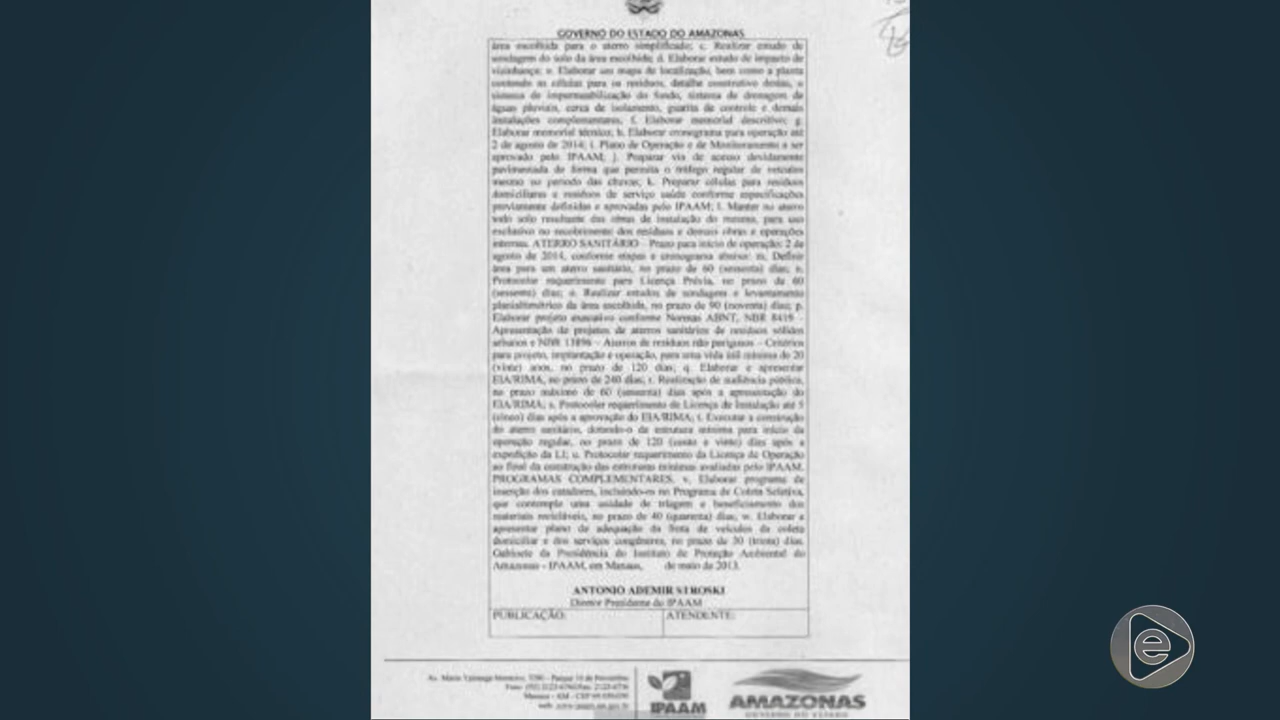 GOVERNO DO ESTADO DO AMAZONAS
área escolhida para o aterro simplificado; c. Realizar estudo de
sondagem do solo da área escolhida; d. Elaborar estudo de impacto de
vizinhança; e. Elaborar um mapa de localização, bem como a planta
contendo as células para os resíduos, detalhe construtivo destas, o
sistema de impermeabilização do fundo, sistema de drenagem de
águas pluviais, cerca de isolamento, guarita de controle e demais
instalações complementares, f. Elaborar memorial descritivo; g.
Elaborar memorial técnico; h. Elaborar cronograma para operação até
2 de agosto de 2014; i. Plano de Operação e de Monitoramento a ser
aprovado pelo IPAAM; j. Preparar via de acesso devidamente
pavimentada de forma que permita o tráfego regular de veículos
mesmo no período das chuvas; k. Preparar células para resíduos
domiciliares e resíduos de serviço saúde conforme especificações
previamente definidas e aprovadas pelo IPAAM; l. Manter no aterro
todo solo resultante das obras de instalação do mesmo, para uso
exclusivo no recobrimento dos resíduos e demais obras e operações
internas. ATERRO SANITÁRIO – Prazo para início de operação: 2 de
agosto de 2014, conforme etapas e cronograma abaixo: m. Definir
área para um aterro sanitário, no prazo de 60 (sessenta) dias; n.
Protocolar requerimento para Licença Prévia, no prazo de 60
(sessenta) dias; o. Realizar estudos de sondagem e levantamento
planialtimétrico da área escolhida, no prazo de 90 (noventa) dias; p.
Elaborar projeto executivo conforme Normas ABNT, NBR 8419 –
Apresentação de projetos de aterros sanitários de resíduos sólidos
urbanos e NBR 13896 – Aterros de resíduos não perigosos – Critérios
para projeto, implantação e operação, para uma vida útil mínima de 20
(vinte) anos, no prazo de 120 dias; q. Elaborar e apresentar
EIA/RIMA, no prazo de 240 dias; r. Realização de audiência pública,
no prazo máximo de 60 (sessenta) dias após a apresentação do
EIA/RIMA; s. Protocolar requerimento de Licença de Instalação até 5
(cinco) dias após a aprovação do EIA/RIMA; t. Executar a construção
do aterro sanitário, dotando-o da estrutura mínima para início da
operação regular, no prazo de 120 (cento e vinte) dias após a
expedição da LI; u. Protocolar requerimento da Licença de Operação
ao final da construção das estruturas mínimas avaliadas pelo IPAAM.
PROGRAMAS COMPLEMENTARES. v. Elaborar programa de
inserção dos catadores, incluindo-os no Programa de Coleta Seletiva,
que contemple uma unidade de triagem e beneficiamento dos
materiais recicláveis, no prazo de 40 (quarenta) dias, w. Elaborar e
apresentar plano de adequação da frota de veículos da coleta
domiciliar e dos serviços congêneres, no prazo de 30 (trinta) dias.
Gabinete da Presidência do Instituto de Proteção Ambiental do
Amazonas - IPAAM, em Manaus, de maio de 2013.
ANTONIO ADEMIR STROSKI
Diretor Presidente do IPAAM
PUBLICAÇÃO: ATENDENTE:
Av. Mário Ypiranga Monteiro, 3280 - Parque 10 de Novembro
Manaus - AM - CEP
web: www.ipaam.am.gov.br
IPAAM
AMAZONAS
GOVERNO DO ESTADO
e